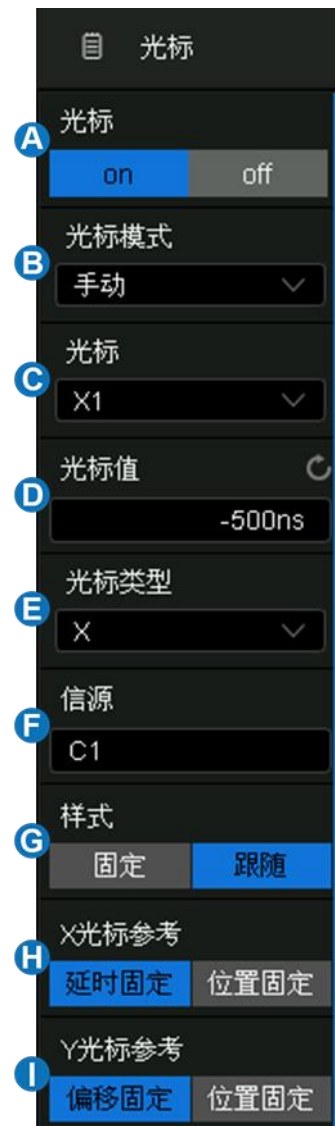 光标
A
光标
on off
B
光标模式
手动
C
光标
X1
D
光标值
-500ns
E
光标类型
X
F
信源
C1
G
样式
固定 跟随
H
X光标参考
延时固定 位置固定
I
Y光标参考
偏移固定 位置固定